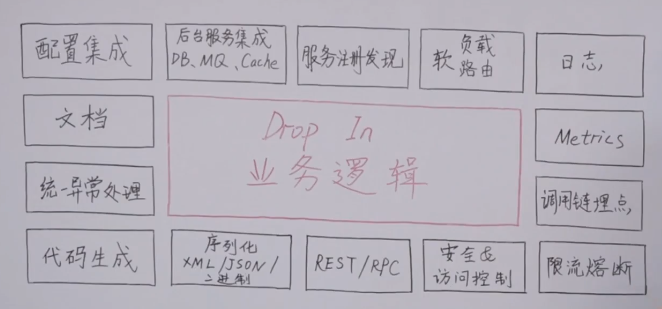 配置集成
后台服务集成
DB、MQ、Cache
服务注册发现
软负载
路由
日志
文档
Drop In
业务逻辑
Metrics
统一异常处理
调用链埋点
代码生成
序列化
XML/JSON/
二进制
REST/RPC
安全&
访问控制
限流熔断